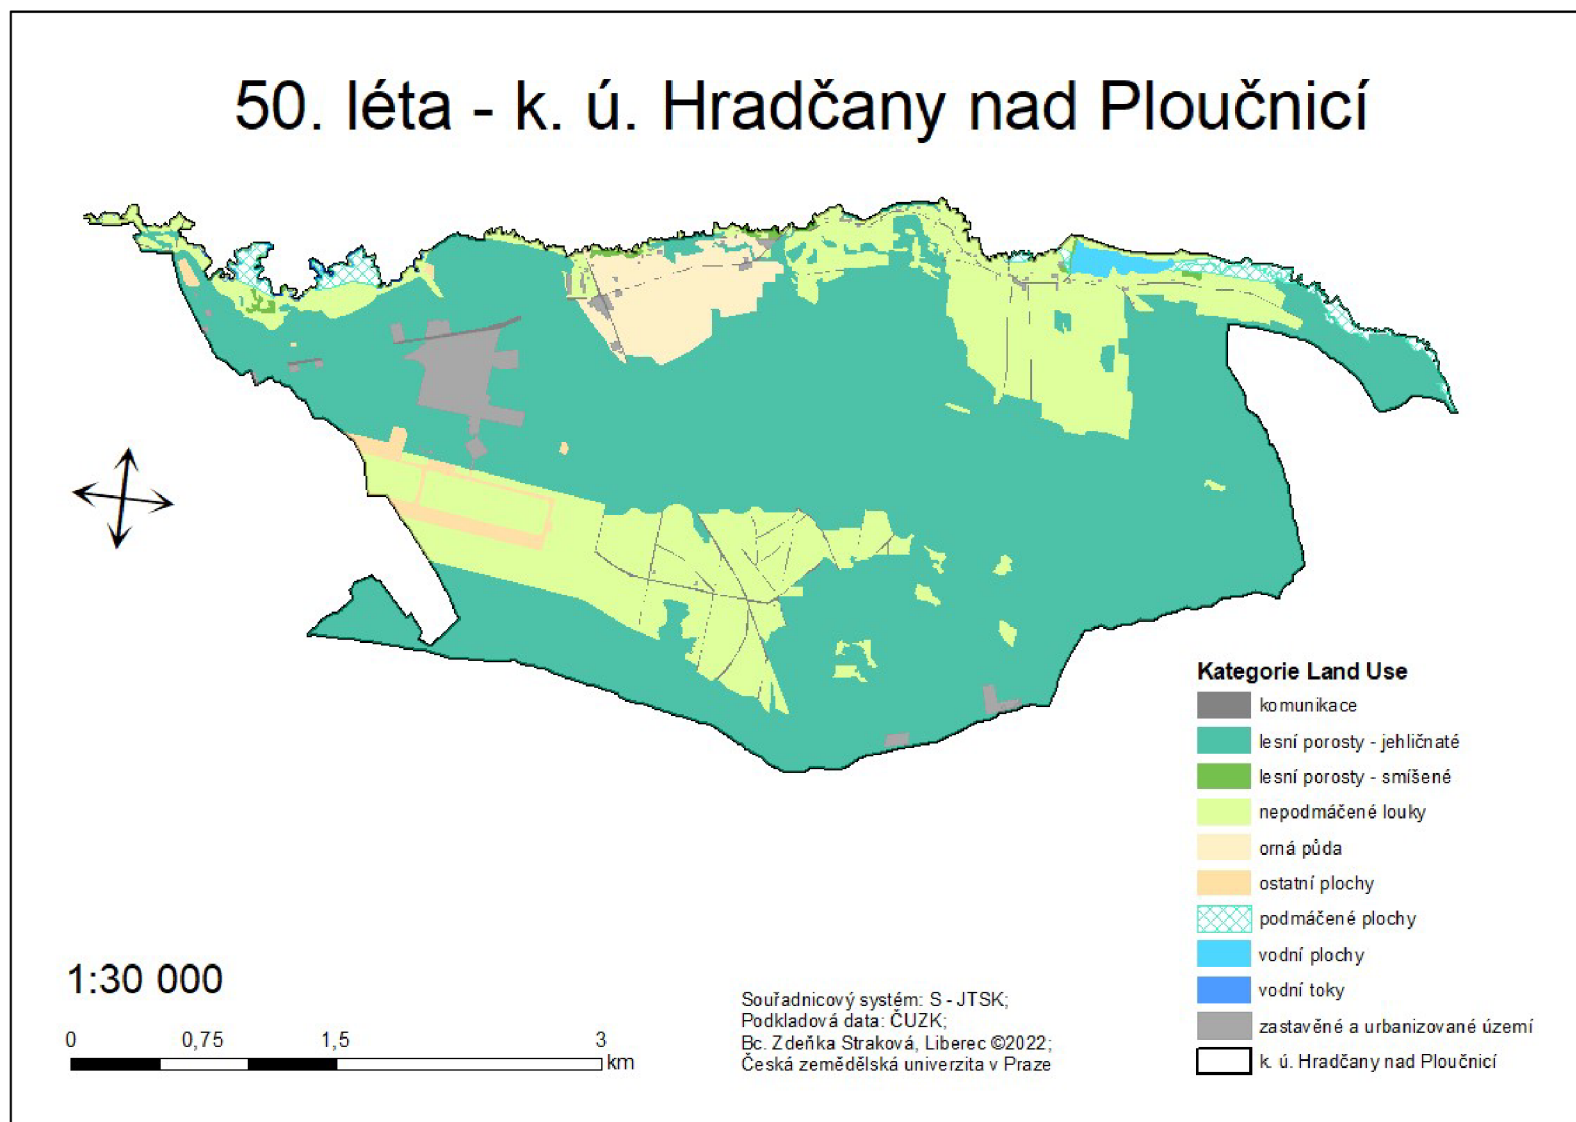 50. léta - k. ú. Hradčany nad Ploučnicí
Kategorie Land Use
komunikace
lesní porosty - jehličnaté
lesní porosty - smíšené
nepodmáčené louky
orná půda
ostatní plochy
podmáčené plochy
vodní plochy
vodní toky
zastavěné a urbanizované území
k. ú. Hradčany nad Ploučnicí
1:30 000
0 0,75 1,5 3
km
Souřadnicový systém: S - JTSK;
Podkladová data: ČUZK;
Bc. Zdeňka Straková, Liberec ©2022;
Česká zemědělská univerzita v Praze